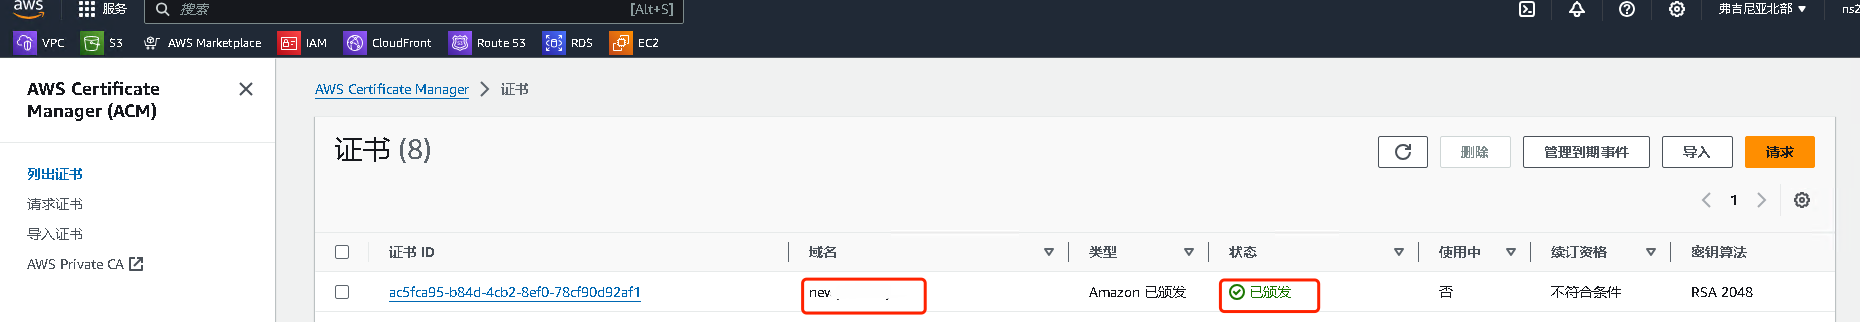 aws 服务 搜索 [Alt+S] 弗吉尼亚北部 ▼ ns2
VPC S3 AWS Marketplace IAM CloudFront Route 53 RDS EC2
AWS Certificate Manager (ACM)
列出证书
请求证书
导入证书
AWS Private CA
AWS Certificate Manager > 证书
证书 (8)
删除 管理到期事件 导入 请求
1
证书 ID 域名 类型 状态 使用中 续订资格 密钥算法
ac5fca95-b84d-4cb2-8ef0-78cf90d92af1 Amazon 已颁发 已颁发 否 不符合条件 RSA 2048